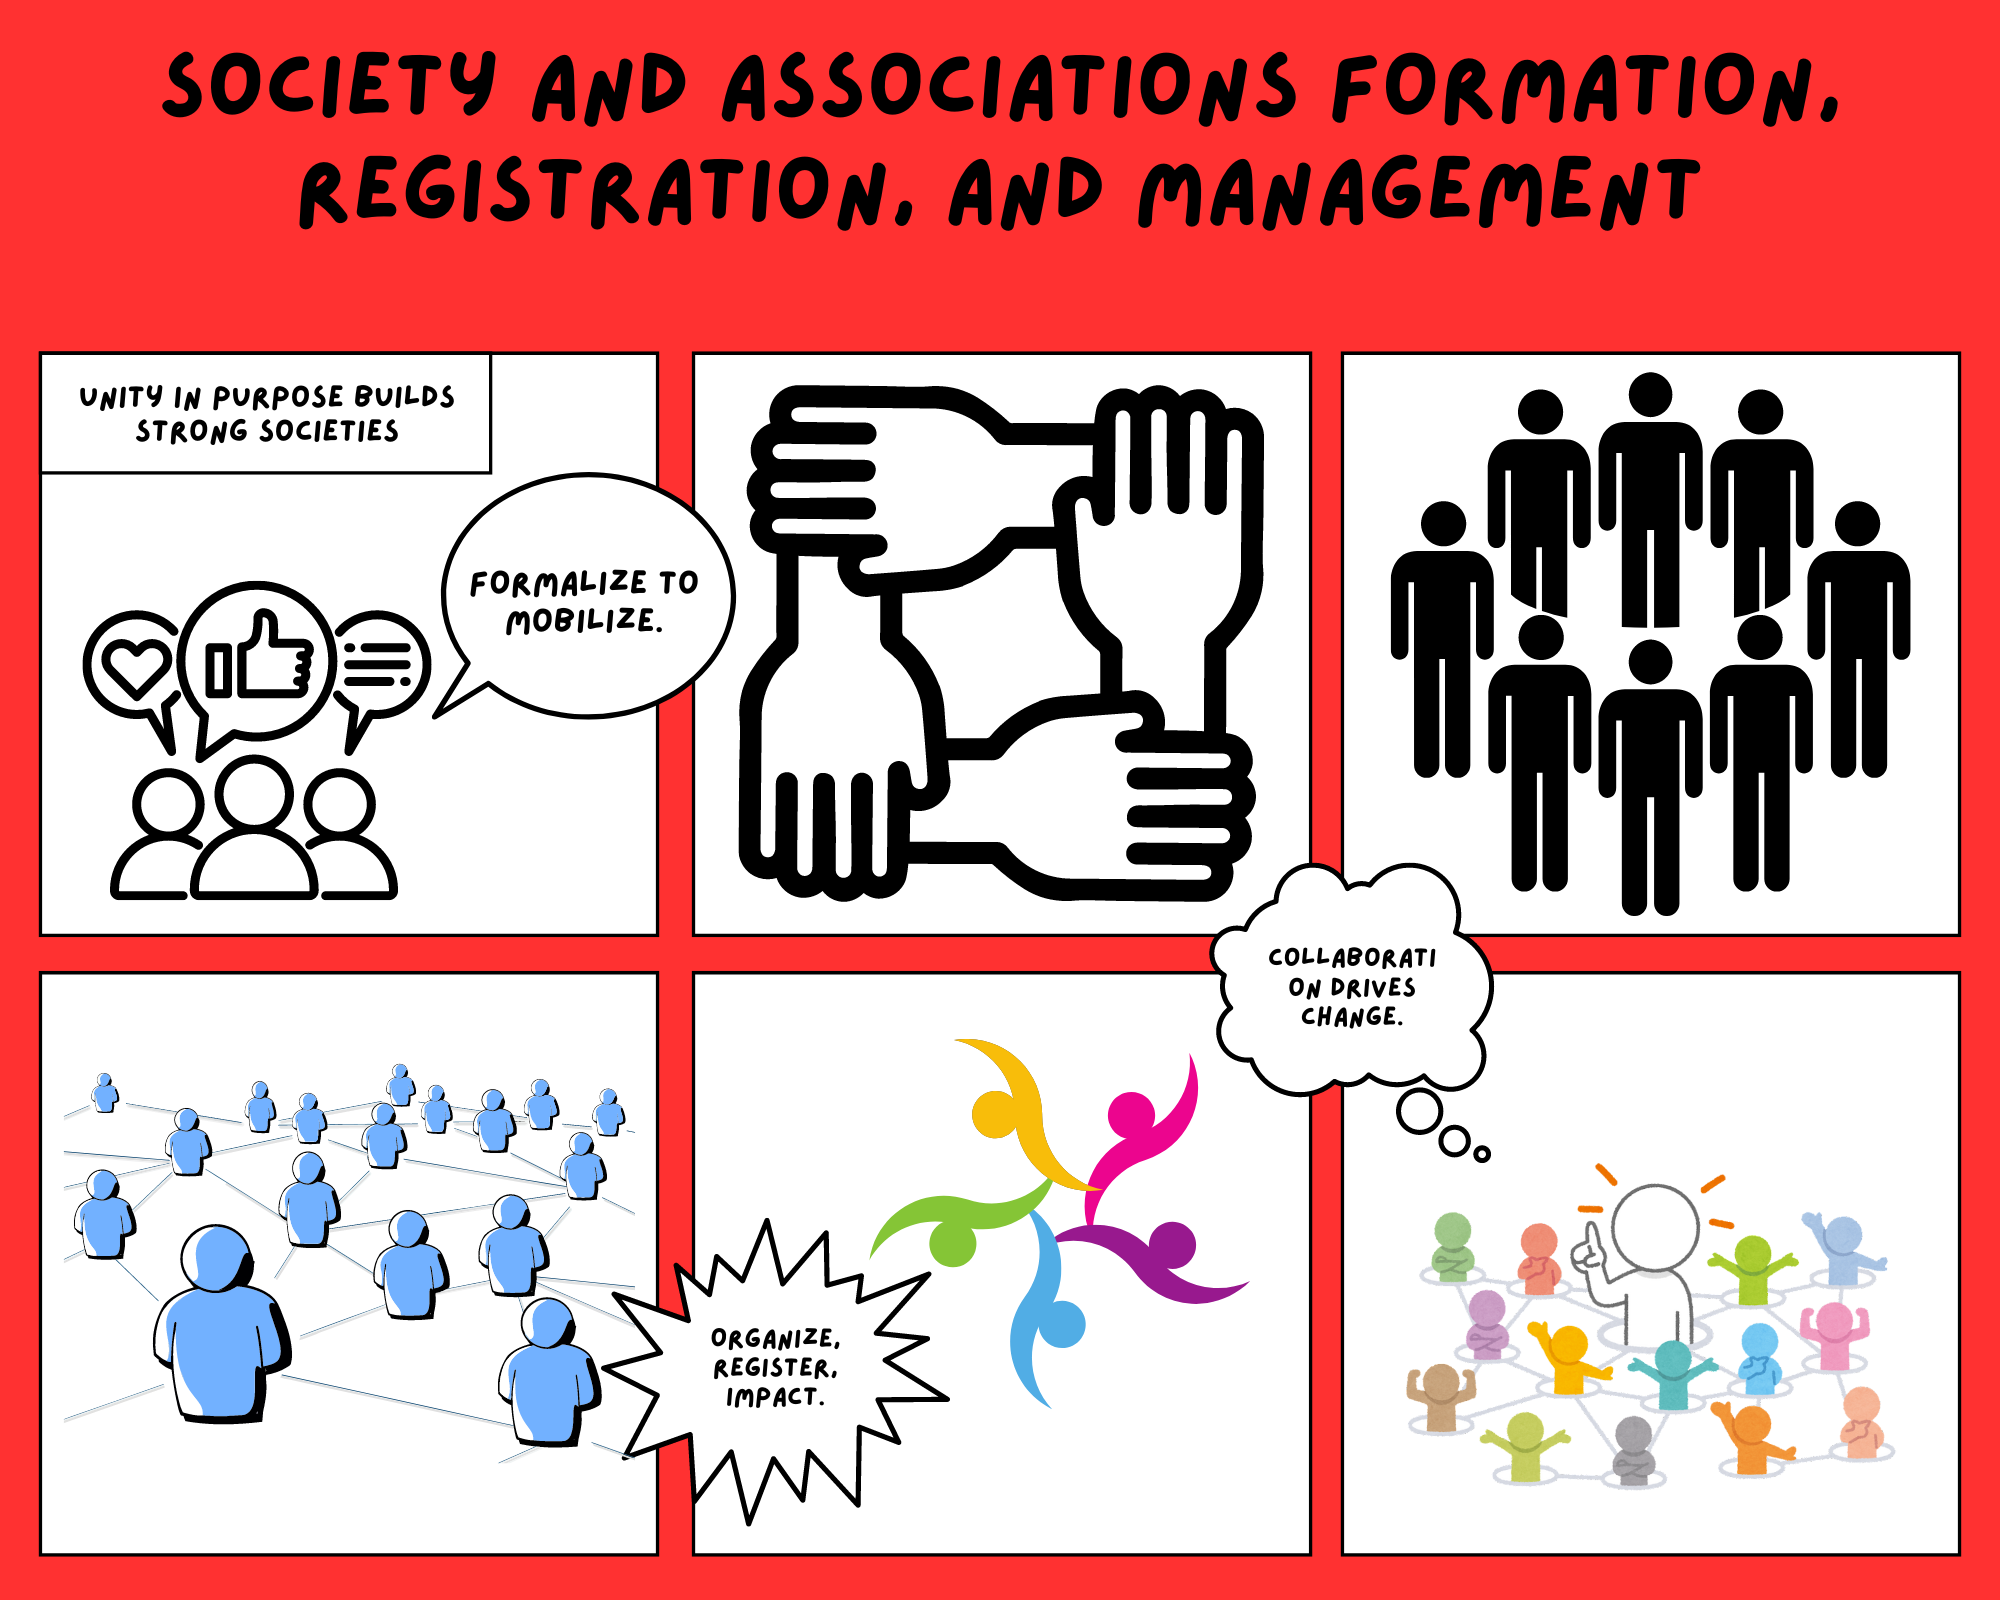 SOCIETY AND ASSOCIATIONS FORMATION,
REGISTRATION, AND MANAGEMENT
UNITY IN PURPOSE BUILDS
STRONG SOCIETIES
FORMALIZE TO
MOBILIZE.
COLLABORATI
ON DRIVES
CHANGE.
ORGANIZE,
REGISTER,
IMPACT.